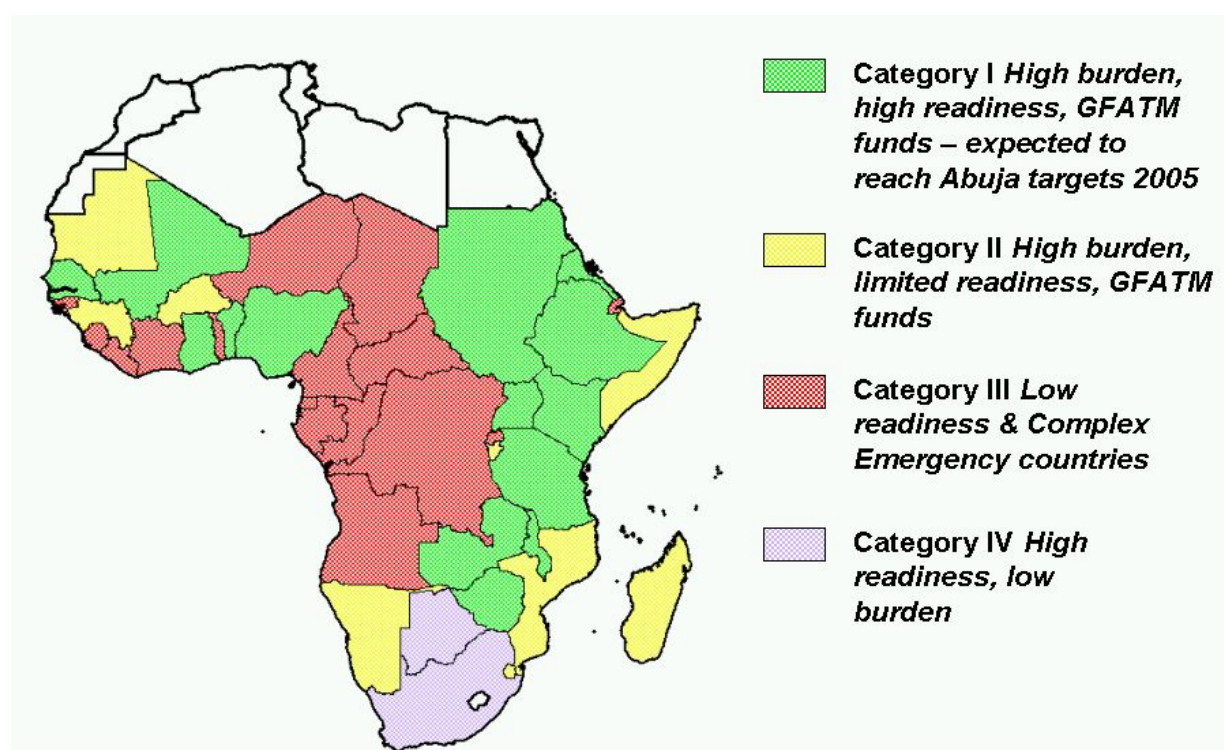 Category I High burden,
high readiness, GFATM
funds – expected to
reach Abuja targets 2005
Category II High burden,
limited readiness, GFATM
funds
Category III Low
readiness & Complex
Emergency countries
Category IV High
readiness, low
burden